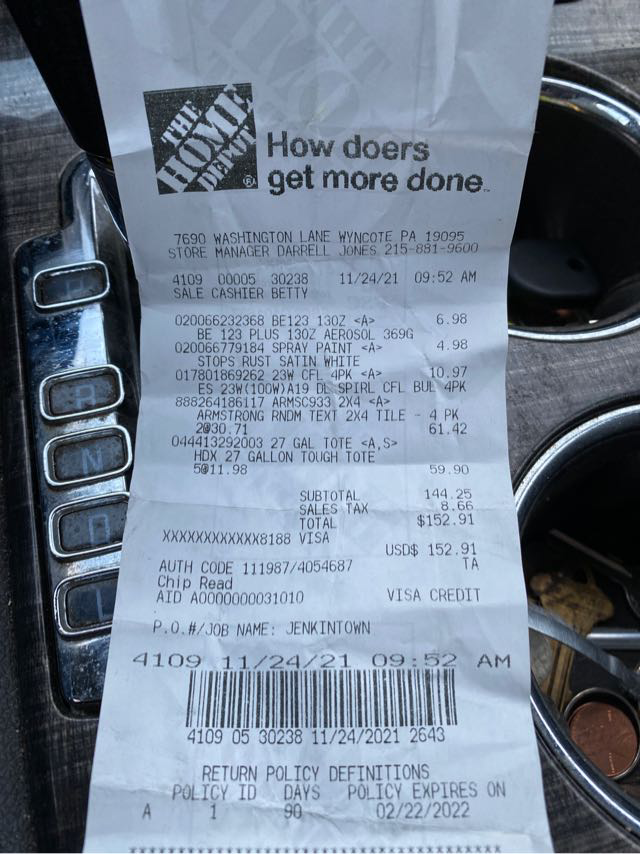 THE
HOME
DEPOT
®
How doers
get more done™
7690 WASHINGTON LANE WYNCOTE PA 19095
STORE MANAGER DARRELL JONES 215-881-9600
4109 00005 30238 11/24/21 09:52 AM
SALE CASHIER BETTY
020066232368 BE123 13OZ <A> 6.98
BE 123 PLUS 13OZ AEROSOL 369G
020066779184 SPRAY PAINT <A> 4.98
STOPS RUST SATIN WHITE
017801869262 23W CFL 4PK <A> 10.97
ES 23W(100W)A19 DL SPIRL CFL BUL 4PK
888264186117 ARMSC933 2X4 <A>
ARMSTRONG RNDM TEXT 2X4 TILE - 4 PK
2@30.71 61.42
044413292003 27 GAL TOTE <A,S>
HDX 27 GALLON TOUGH TOTE
5@11.98 59.90
SUBTOTAL 144.25
SALES TAX 8.66
TOTAL $152.91
XXXXXXXXXXXX8188 VISA
USD$ 152.91
AUTH CODE 111987/4054687 TA
Chip Read
AID A0000000031010 VISA CREDIT
P.O.#/JOB NAME: JENKINTOWN
4109 11/24/21 09:52 AM
4109 05 30238 11/24/2021 2643
RETURN POLICY DEFINITIONS
POLICY ID DAYS POLICY EXPIRES ON
A 1 90 02/22/2022
P
R
N
D
L